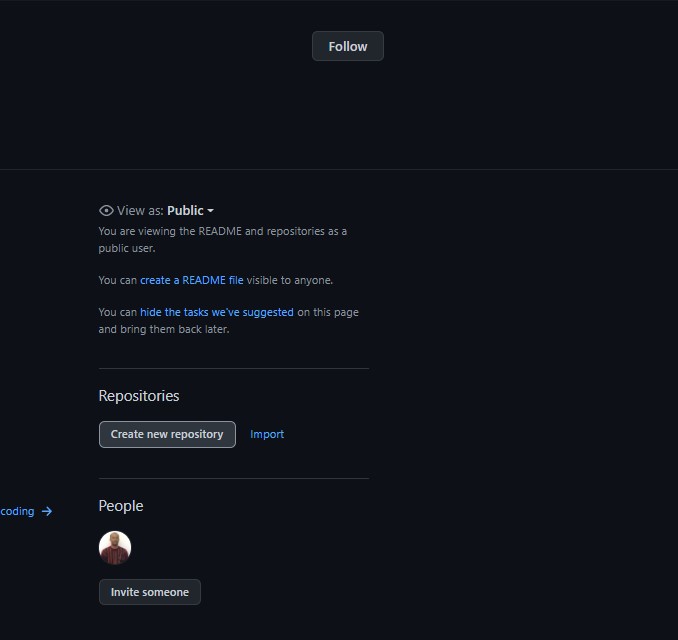 Follow
View as: Public
You are viewing the README and repositories as a
public user.
You can create a README file visible to anyone.
You can hide the tasks we've suggested on this page
and bring them back later.
Repositories
Create new repository Import
coding →
People
Invite someone